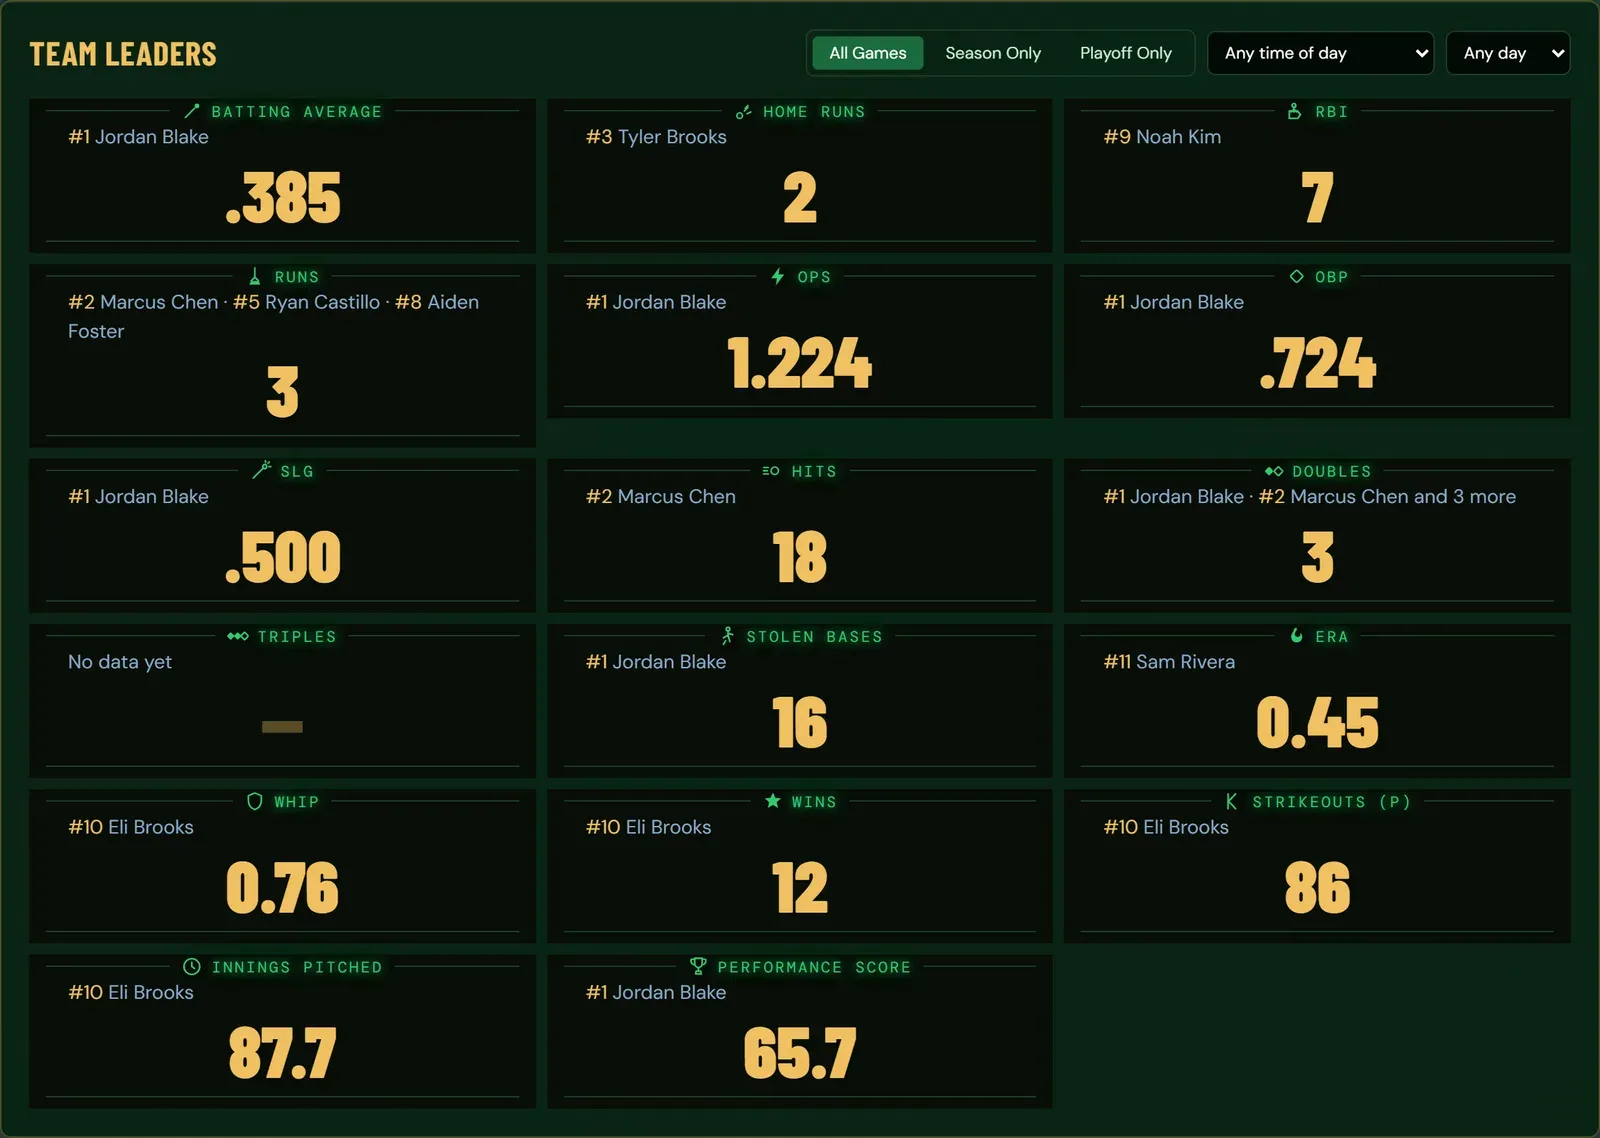 TEAM LEADERS
All Games
Season Only
Playoff Only
Any time of day
Any day
BATTING AVERAGE
#1 Jordan Blake
.385
HOME RUNS
#3 Tyler Brooks
2
RBI
#9 Noah Kim
7
RUNS
#2 Marcus Chen · #5 Ryan Castillo · #8 Aiden
Foster
3
OPS
#1 Jordan Blake
1.224
OBP
#1 Jordan Blake
.724
SLG
#1 Jordan Blake
.500
HITS
#2 Marcus Chen
18
DOUBLES
#1 Jordan Blake · #2 Marcus Chen and 3 more
3
TRIPLES
No data yet
—
STOLEN BASES
#1 Jordan Blake
16
ERA
#11 Sam Rivera
0.45
WHIP
#10 Eli Brooks
0.76
WINS
#10 Eli Brooks
12
STRIKEOUTS (P)
#10 Eli Brooks
86
INNINGS PITCHED
#10 Eli Brooks
87.7
PERFORMANCE SCORE
#1 Jordan Blake
65.7